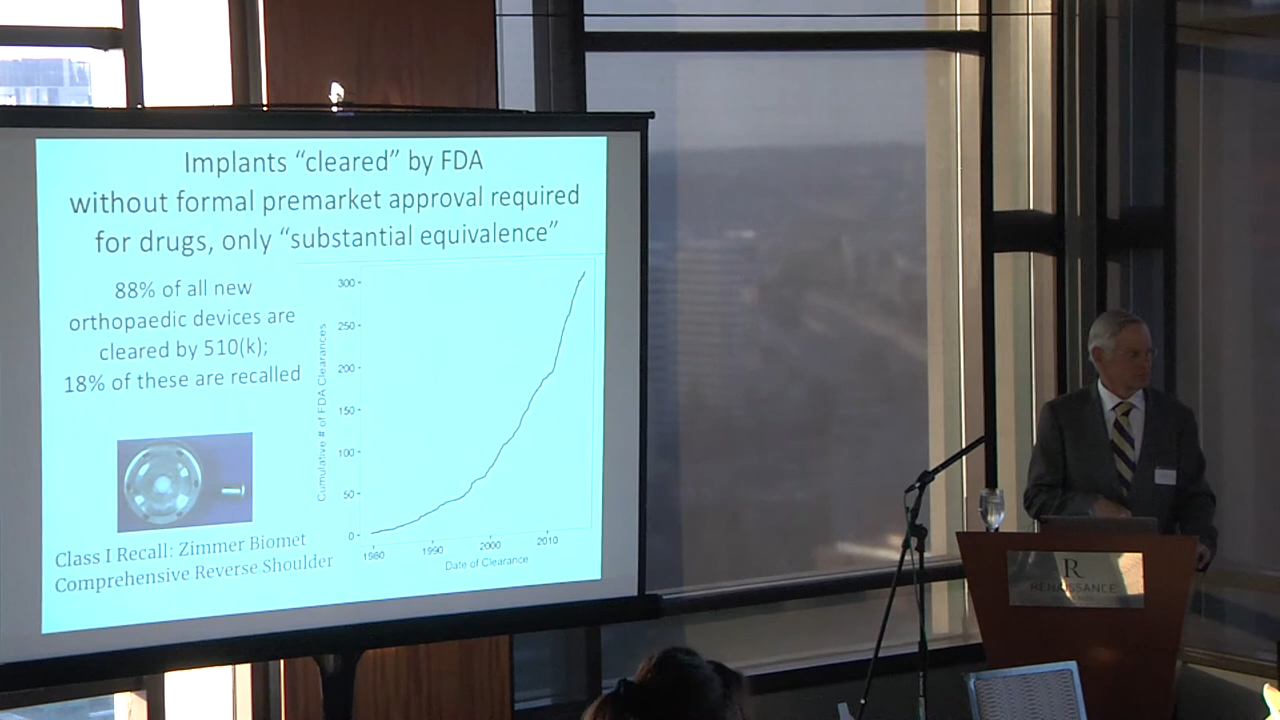 Implants “cleared” by FDA
without formal premarket approval required
for drugs, only “substantial equivalence”
88% of all new
orthopaedic devices are
cleared by 510(k);
18% of these are recalled
Class I Recall: Zimmer Biomet
Comprehensive Reverse Shoulder
Cumulative # of FDA Clearances
300
250
200
150
100
50
0
1980
1990
2000
2010
Date of Clearance
R
RENAISSANCE